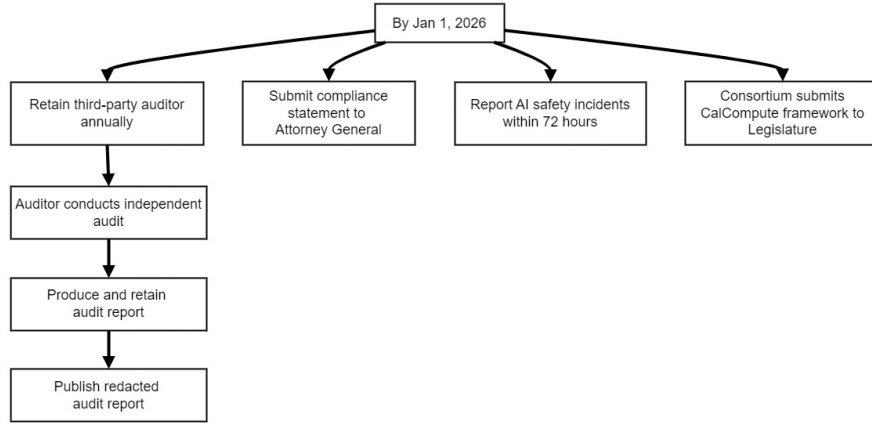 By Jan 1, 2026
Retain third-party auditor
annually
Submit compliance
statement to
Attorney General
Report AI safety incidents
within 72 hours
Consortium submits
CalCompute framework to
Legislature
Auditor conducts independent
audit
Produce and retain
audit report
Publish redacted
audit report